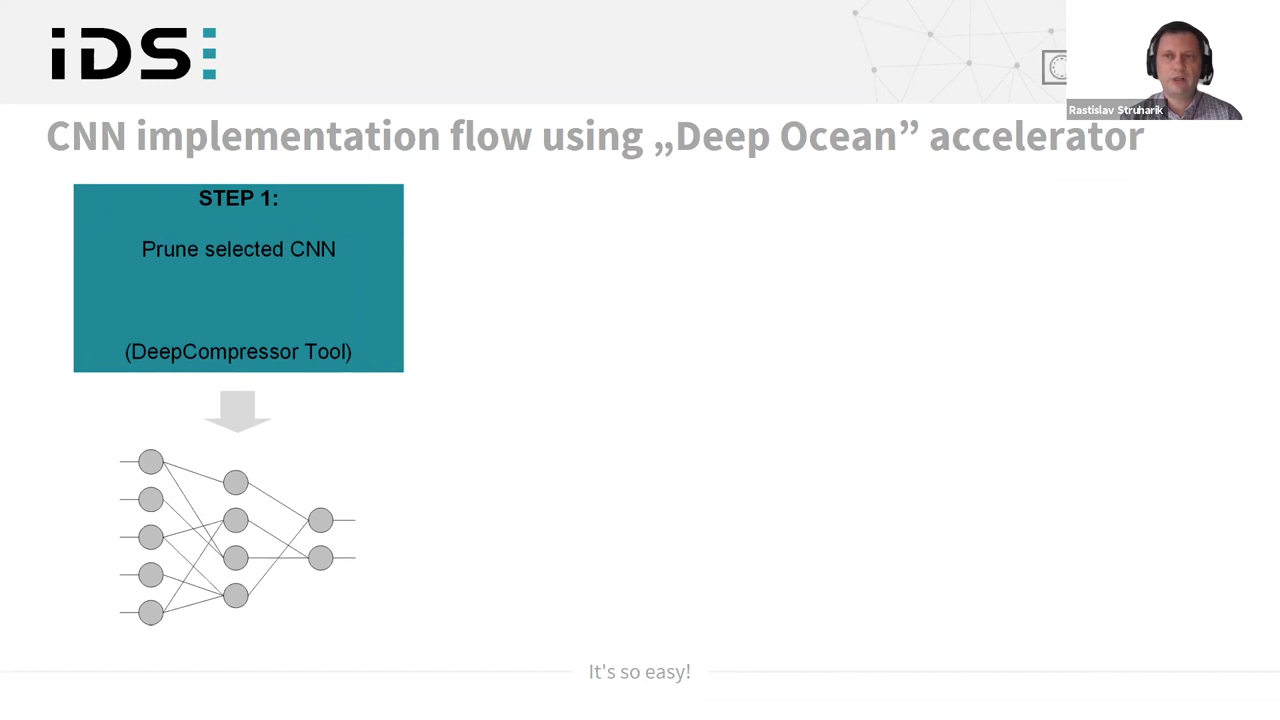 iDS
Rastislav Struharik
CNN implementation flow using „Deep Ocean” accelerator
STEP 1:
Prune selected CNN
(DeepCompressor Tool)
It's so easy!